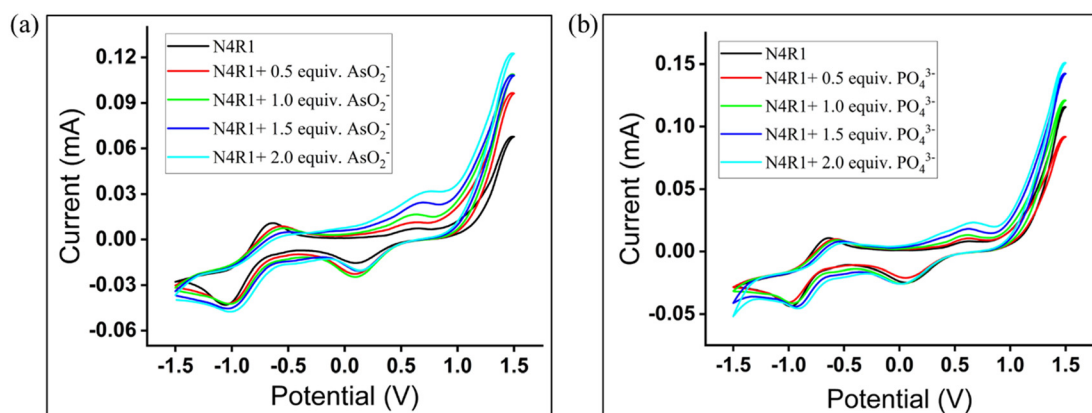 (a)
N4R1
N4R1+ 0.5 equiv. AsO₂⁻
N4R1+ 1.0 equiv. AsO₂⁻
N4R1+ 1.5 equiv. AsO₂⁻
N4R1+ 2.0 equiv. AsO₂⁻
Current (mA)
0.12
0.09
0.06
0.03
0.00
-0.03
-0.06
-1.5 -1.0 -0.5 0.0 0.5 1.0 1.5
Potential (V)
(b)
N4R1
N4R1+ 0.5 equiv. PO₄³⁻
N4R1+ 1.0 equiv. PO₄³⁻
N4R1+ 1.5 equiv. PO₄³⁻
N4R1+ 2.0 equiv. PO₄³⁻
Current (mA)
0.15
0.10
0.05
0.00
-0.05
-1.5 -1.0 -0.5 0.0 0.5 1.0 1.5
Potential (V)